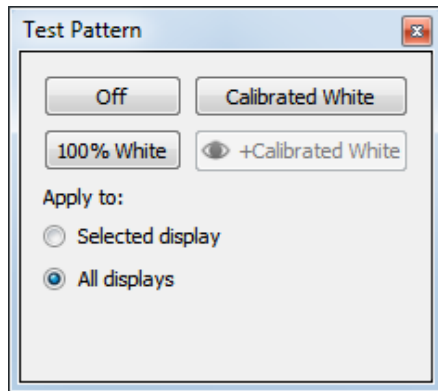 Test Pattern
Off
Calibrated White
100% White
+Calibrated White
Apply to:
Selected display
All displays